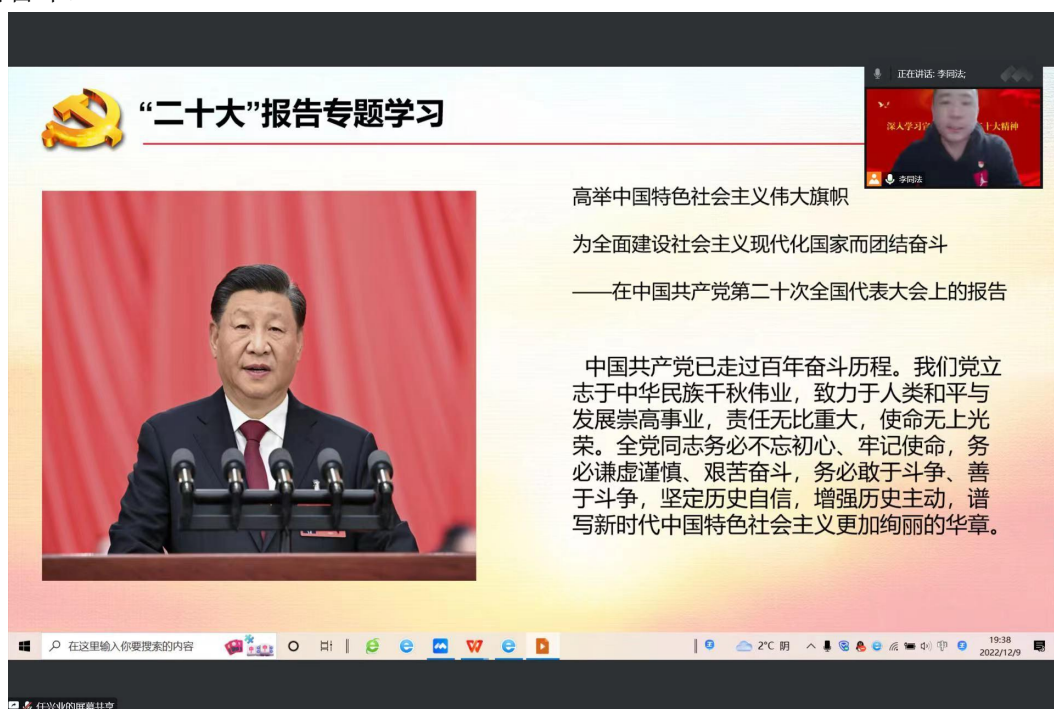 正在讲话: 李同法;
“二十大”报告专题学习
李同法
高举中国特色社会主义伟大旗帜
为全面建设社会主义现代化国家而团结奋斗
——在中国共产党第二十次全国代表大会上的报告
中国共产党已走过百年奋斗历程。我们党立
志于中华民族千秋伟业，致力于人类和平与
发展崇高事业，责任无比重大，使命无上光
荣。全党同志务必不忘初心、牢记使命，务
必谦虚谨慎、艰苦奋斗，务必敢于斗争、善
于斗争，坚定历史自信，增强历史主动，谱
写新时代中国特色社会主义更加绚丽的华章。
在这里输入你要搜索的内容
2°C 阴
19:38
2022/12/9
任兴业的屏幕共享